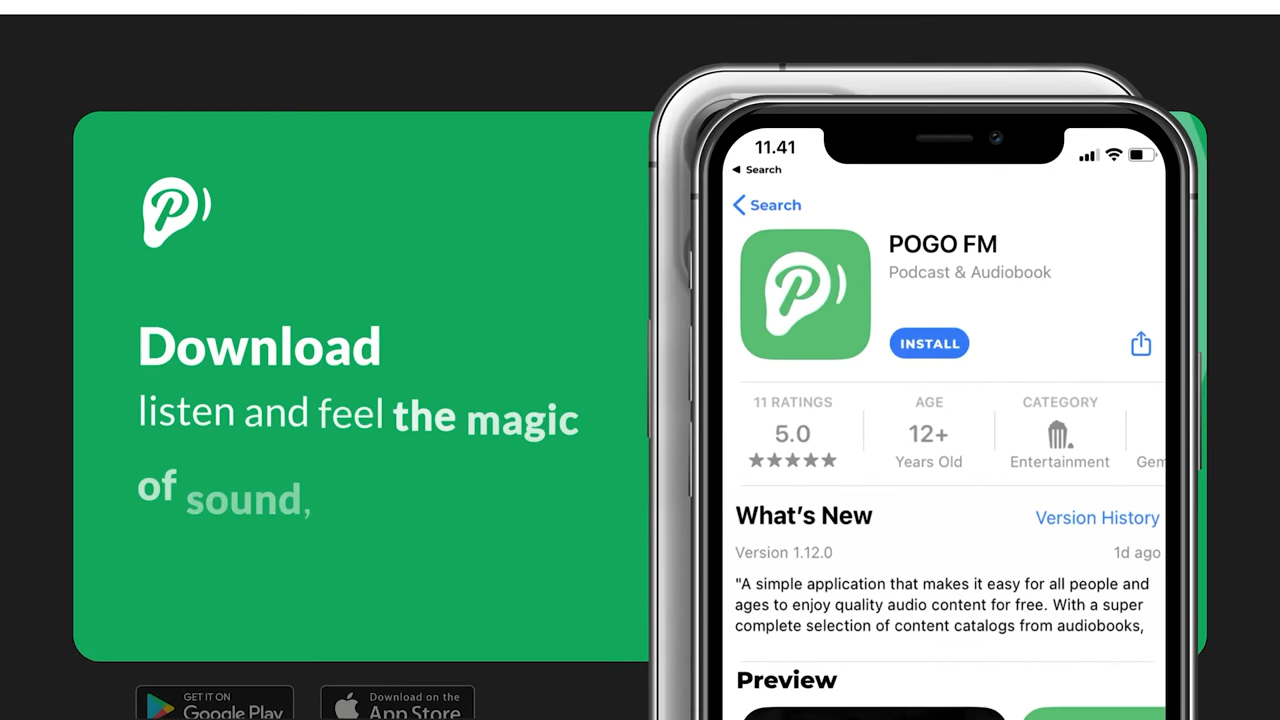 Download
listen and feel the magic
of sound,
GET IT ON
Google Play
Download on the
App Store
11.41
Search
Search
POGO FM
Podcast & Audiobook
INSTALL
11 RATINGS
5.0
AGE
12+
Years Old
CATEGORY
Entertainment
Gem
What's New
Version History
Version 1.12.0
1d ago
"A simple application that makes it easy for all people and
ages to enjoy quality audio content for free. With a super
complete selection of content catalogs from audiobooks,
Preview